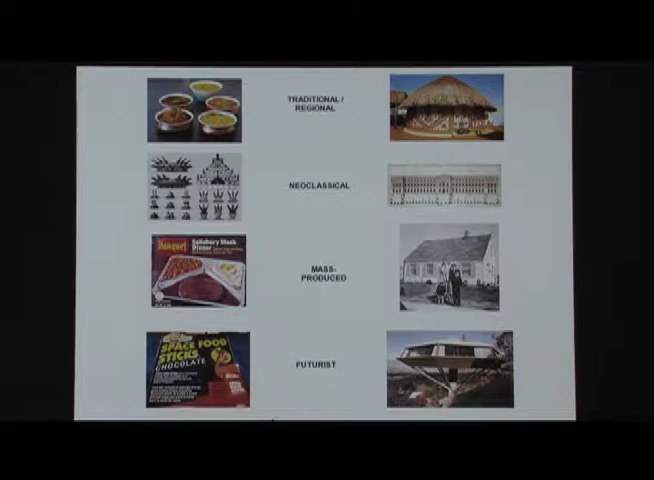 TRADITIONAL/
REGIONAL
NEOCLASSICAL
Banquet
Salisbury Steak
Dinner
MASS-
PRODUCED
SPACE FOOD
STICKS
CHOCOLATE
FUTURIST